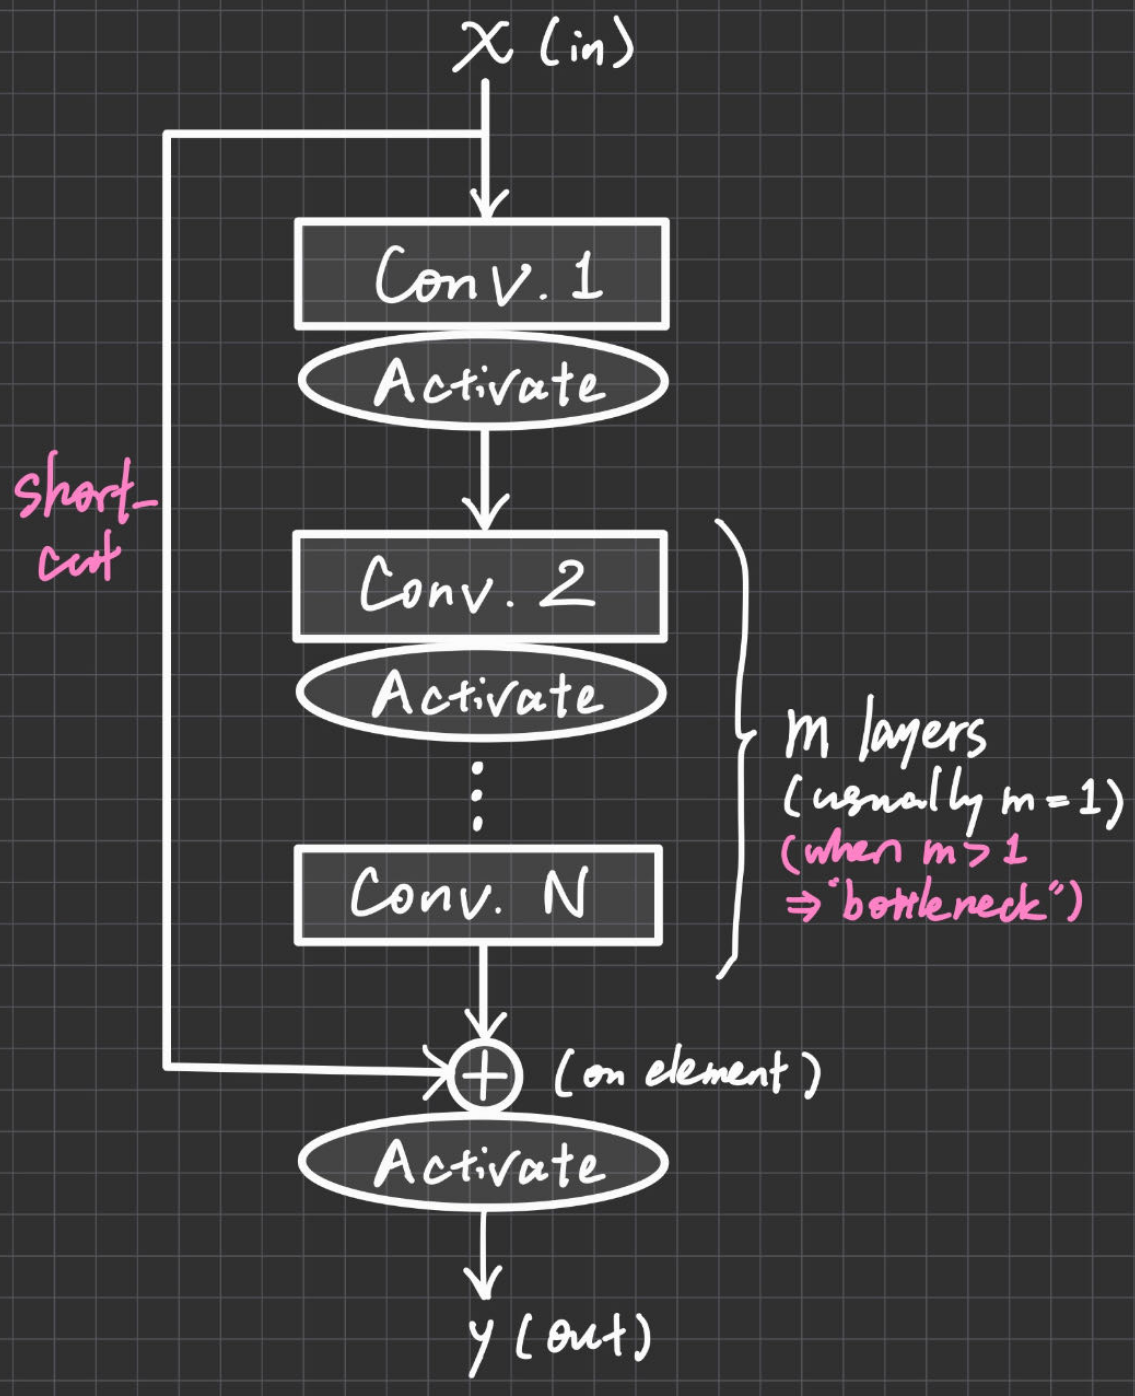 x (in)
Conv. 1
Activate
short-
cut
Conv. 2
Activate
m layers
(usually m = 1)
(when m > 1
⇒ "bottleneck")
Conv. N
+ (on element)
Activate
y (out)